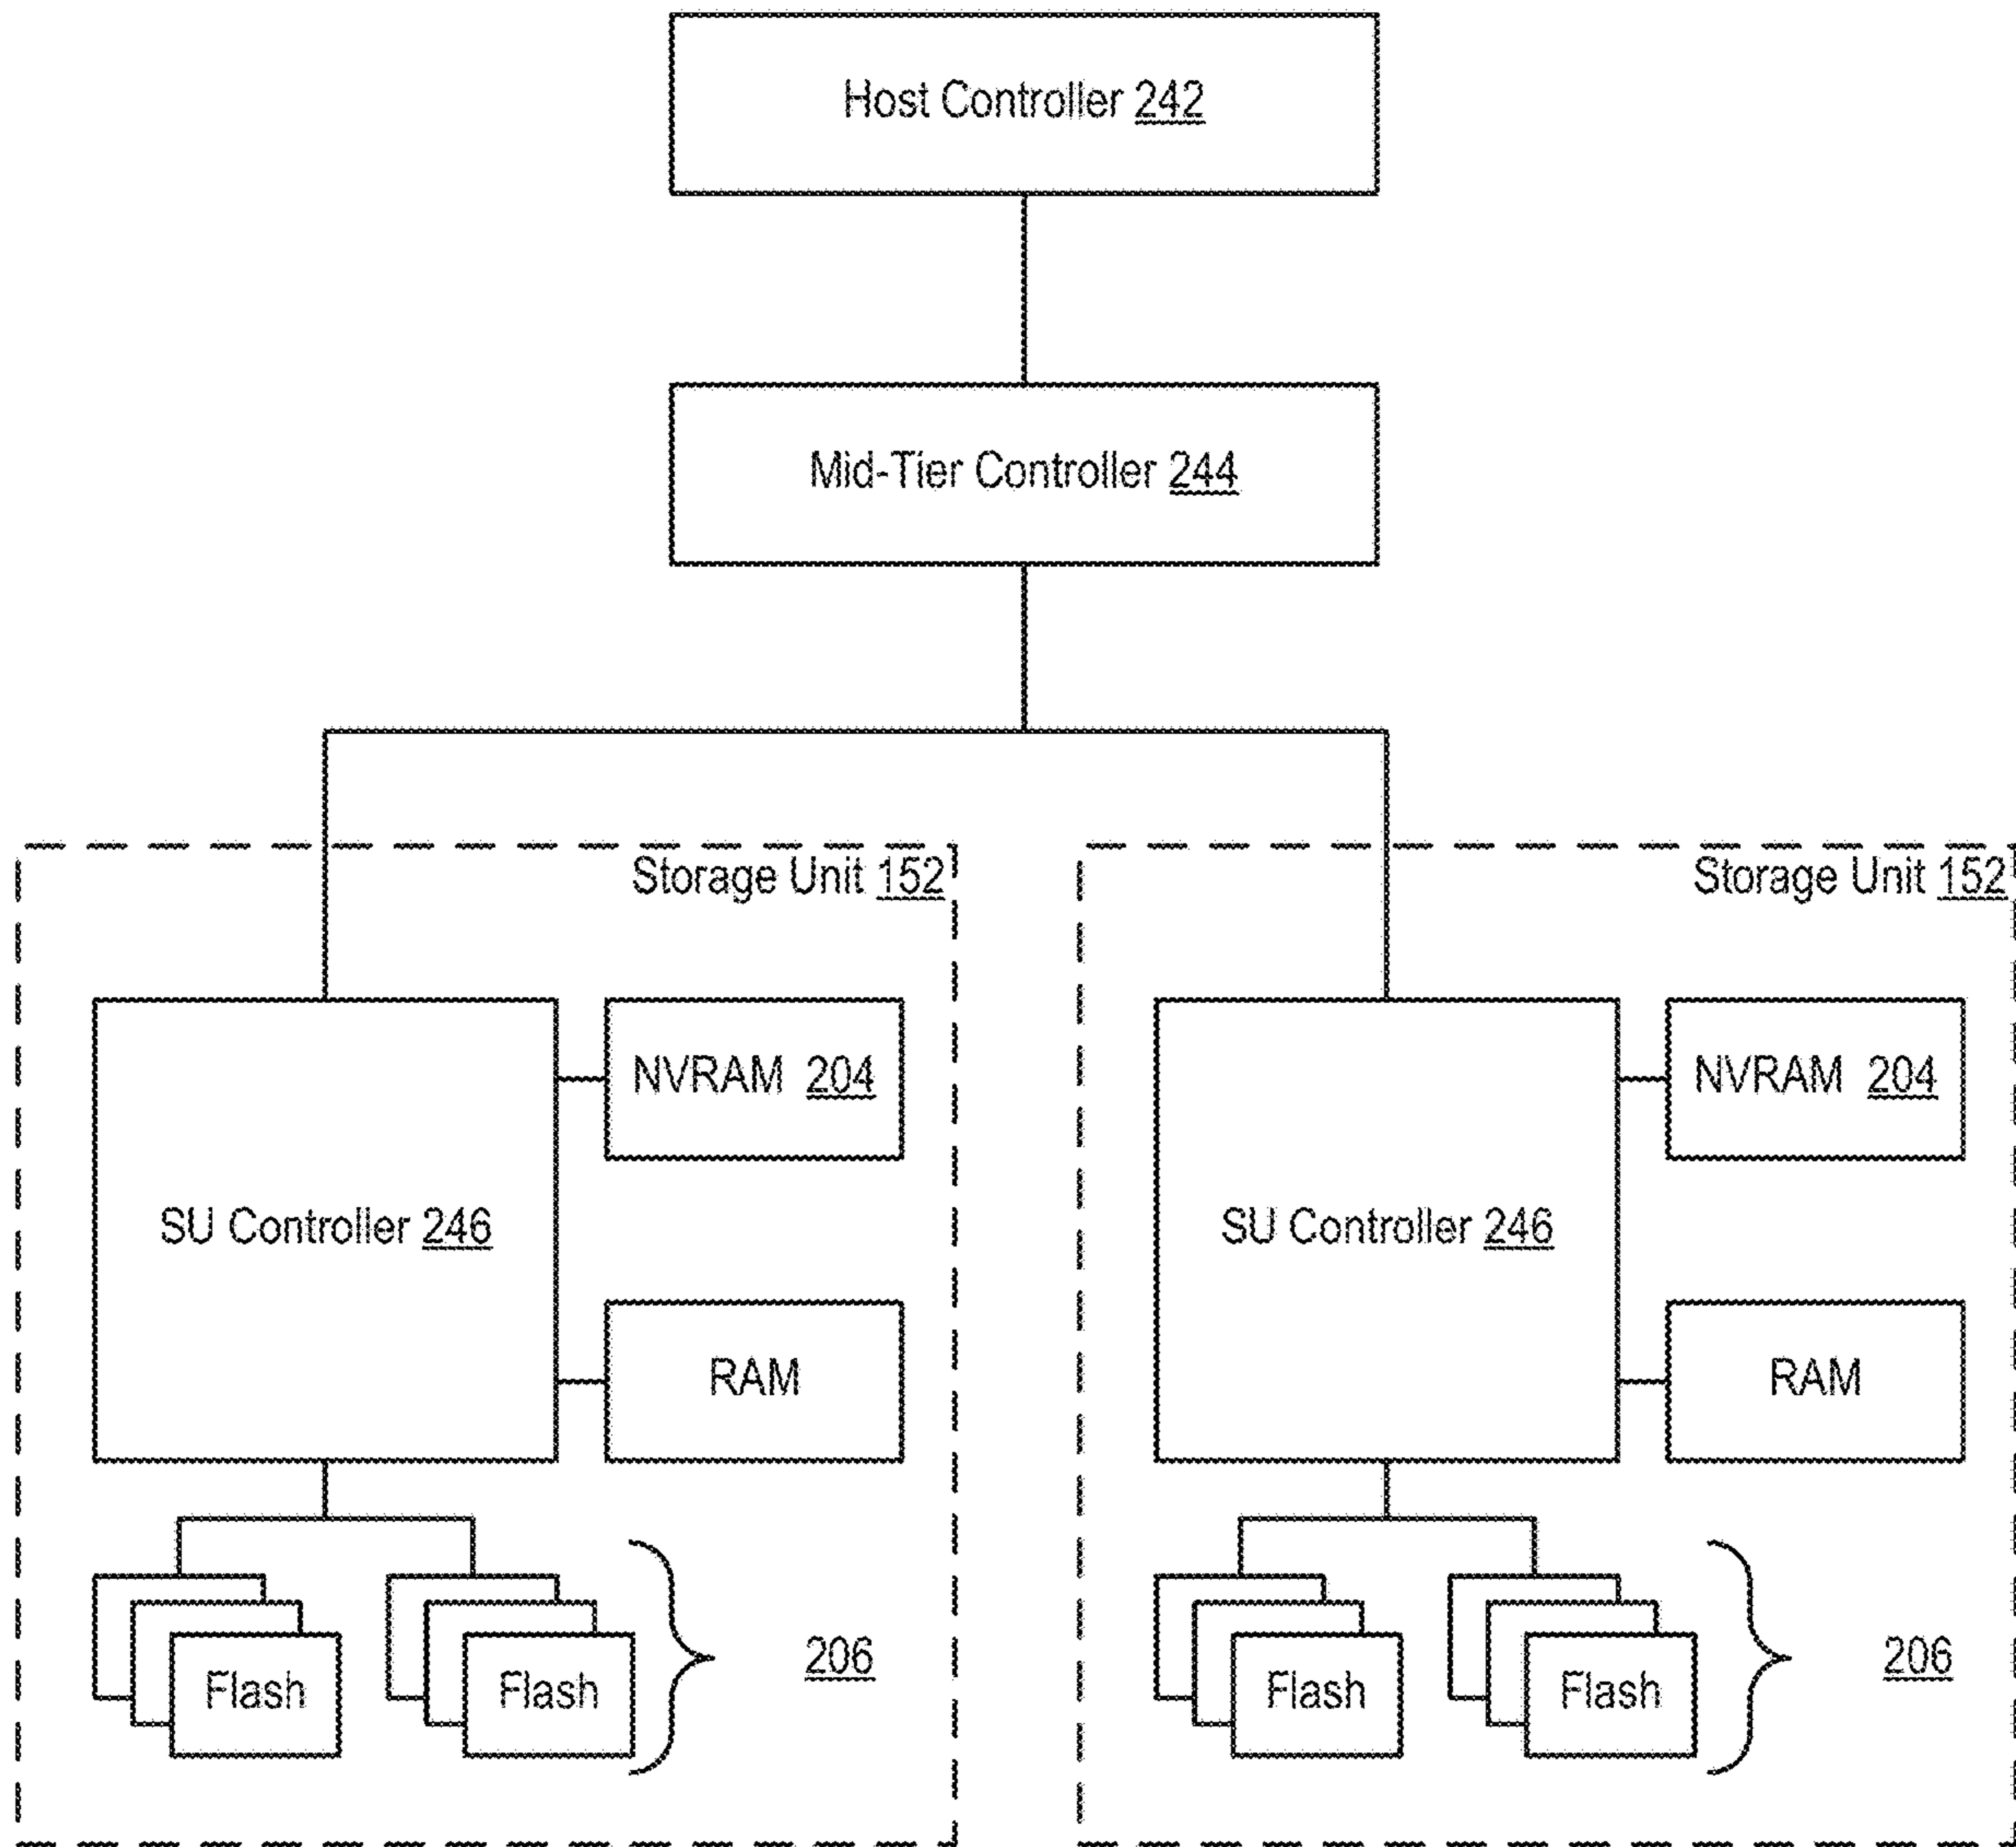 Host Controller 242
Mid-Tier Controller 244
Storage Unit 152
NVRAM 204
SU Controller 246
RAM
Flash
Flash
206
Storage Unit 152
NVRAM 204
SU Controller 246
RAM
Flash
Flash
206